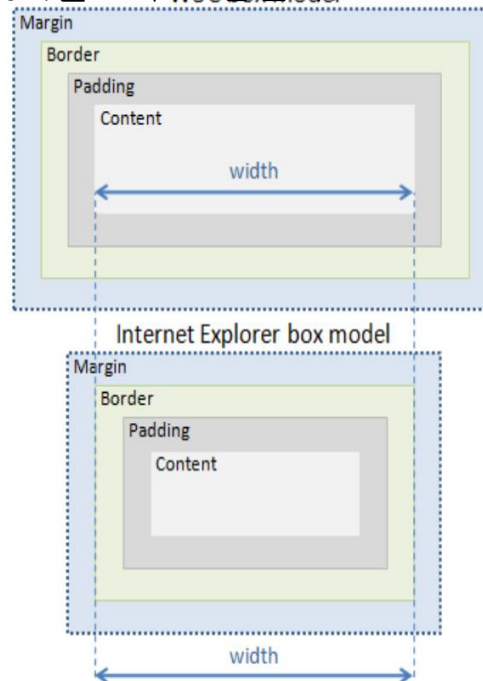 Margin
Border
Padding
Content
width
Internet Explorer box model
Margin
Border
Padding
Content
width